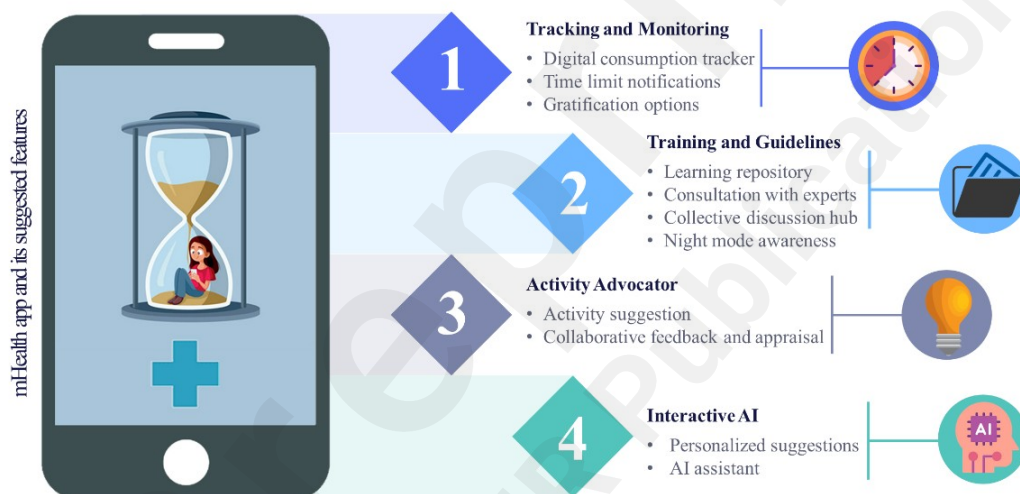 mHealth app and its suggested features
1
Tracking and Monitoring
• Digital consumption tracker
• Time limit notifications
• Gratification options
2
Training and Guidelines
• Learning repository
• Consultation with experts
• Collective discussion hub
• Night mode awareness
3
Activity Advocator
• Activity suggestion
• Collaborative feedback and appraisal
4
Interactive AI
• Personalized suggestions
• AI assistant
AI